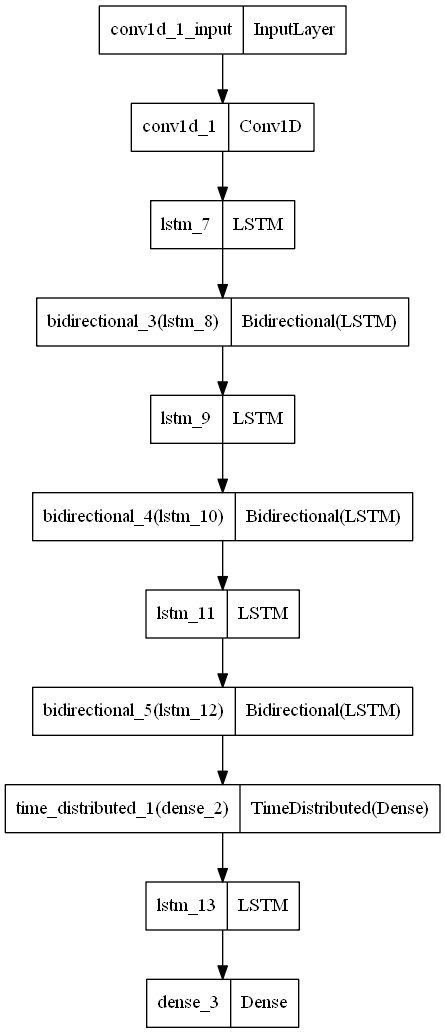 conv1d_1_input InputLayer
conv1d_1 Conv1D
lstm_7 LSTM
bidirectional_3(lstm_8) Bidirectional(LSTM)
lstm_9 LSTM
bidirectional_4(lstm_10) Bidirectional(LSTM)
lstm_11 LSTM
bidirectional_5(lstm_12) Bidirectional(LSTM)
time_distributed_1(dense_2) TimeDistributed(Dense)
lstm_13 LSTM
dense_3 Dense